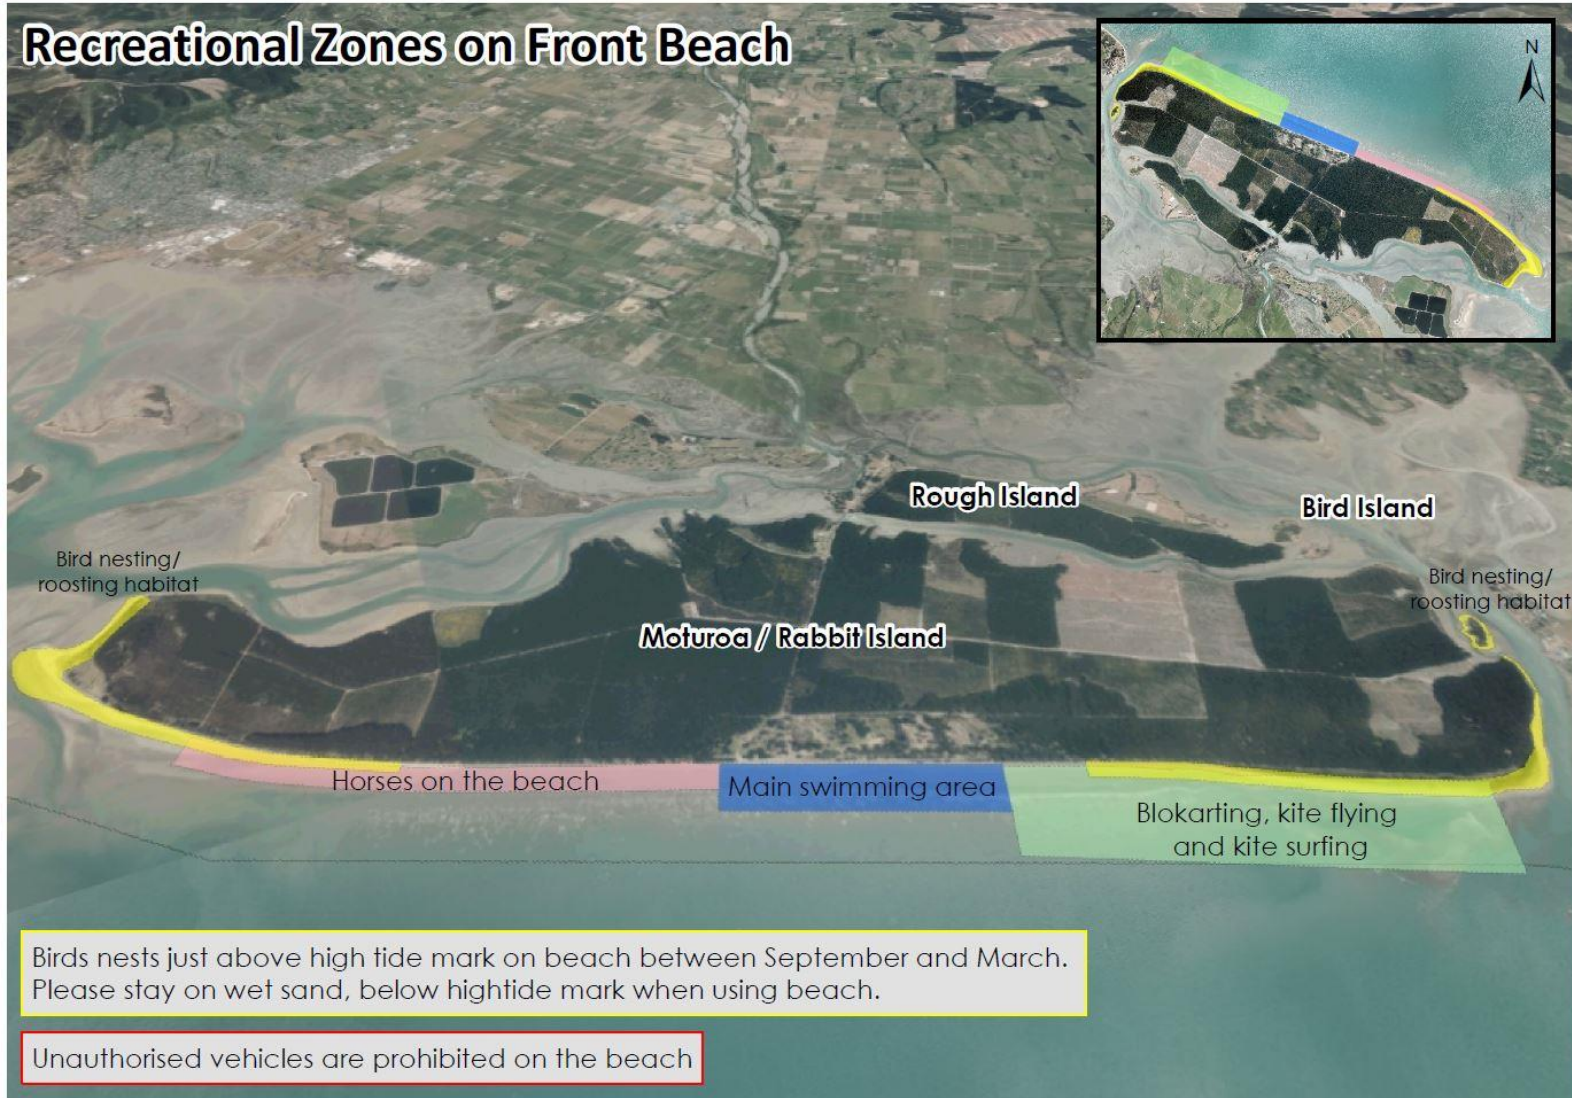 Recreational Zones on Front Beach
N
Rough Island
Bird Island
Bird nesting/
roosting habitat
Bird nesting/
roosting habitat
Moturoa / Rabbit Island
Horses on the beach
Main swimming area
Blokarting, kite flying
and kite surfing
Birds nests just above high tide mark on beach between September and March.
Please stay on wet sand, below hightide mark when using beach.
Unauthorised vehicles are prohibited on the beach